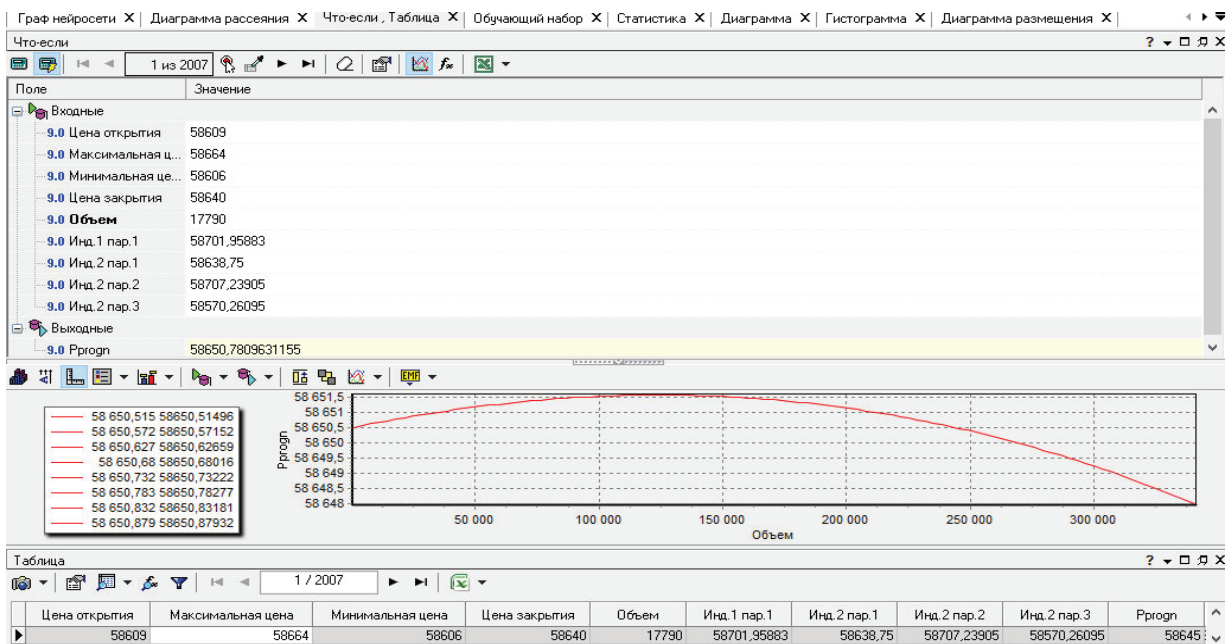 Граф нейросети X Диаграмма рассеяния X Что-если , Таблица X Обучающий набор X Статистика X Диаграмма X Гистограмма X Диаграмма размещения X
Что-если
1 из 2007
Поле Значение
Входные
9.0 Цена открытия 58609
9.0 Максимальная ц... 58664
9.0 Минимальная це... 58606
9.0 Цена закрытия 58640
9.0 Объем 17790
9.0 Инд.1 пар.1 58701,95883
9.0 Инд.2 пар.1 58638,75
9.0 Инд.2 пар.2 58707,23905
9.0 Инд.2 пар.3 58570,26095
Выходные
9.0 Pprogn 58650,7809631155
EMF
58 650,515 58650,51496
58 650,572 58650,57152
58 650,627 58650,62659
58 650,68 58650,68016
58 650,732 58650,73222
58 650,783 58650,78277
58 650,832 58650,83181
58 650,879 58650,87932
Pprogn
58 651,5
58 651
58 650,5
58 650
58 649,5
58 649
58 648,5
58 648
50 000 100 000 150 000 200 000 250 000 300 000
Объем
Таблица
1 / 2007
Цена открытия Максимальная цена Минимальная цена Цена закрытия Объем Инд.1 пар.1 Инд.2 пар.1 Инд.2 пар.2 Инд.2 пар.3 Pprogn
58609 58664 58606 58640 17790 58701,95883 58638,75 58707,23905 58570,26095 58645